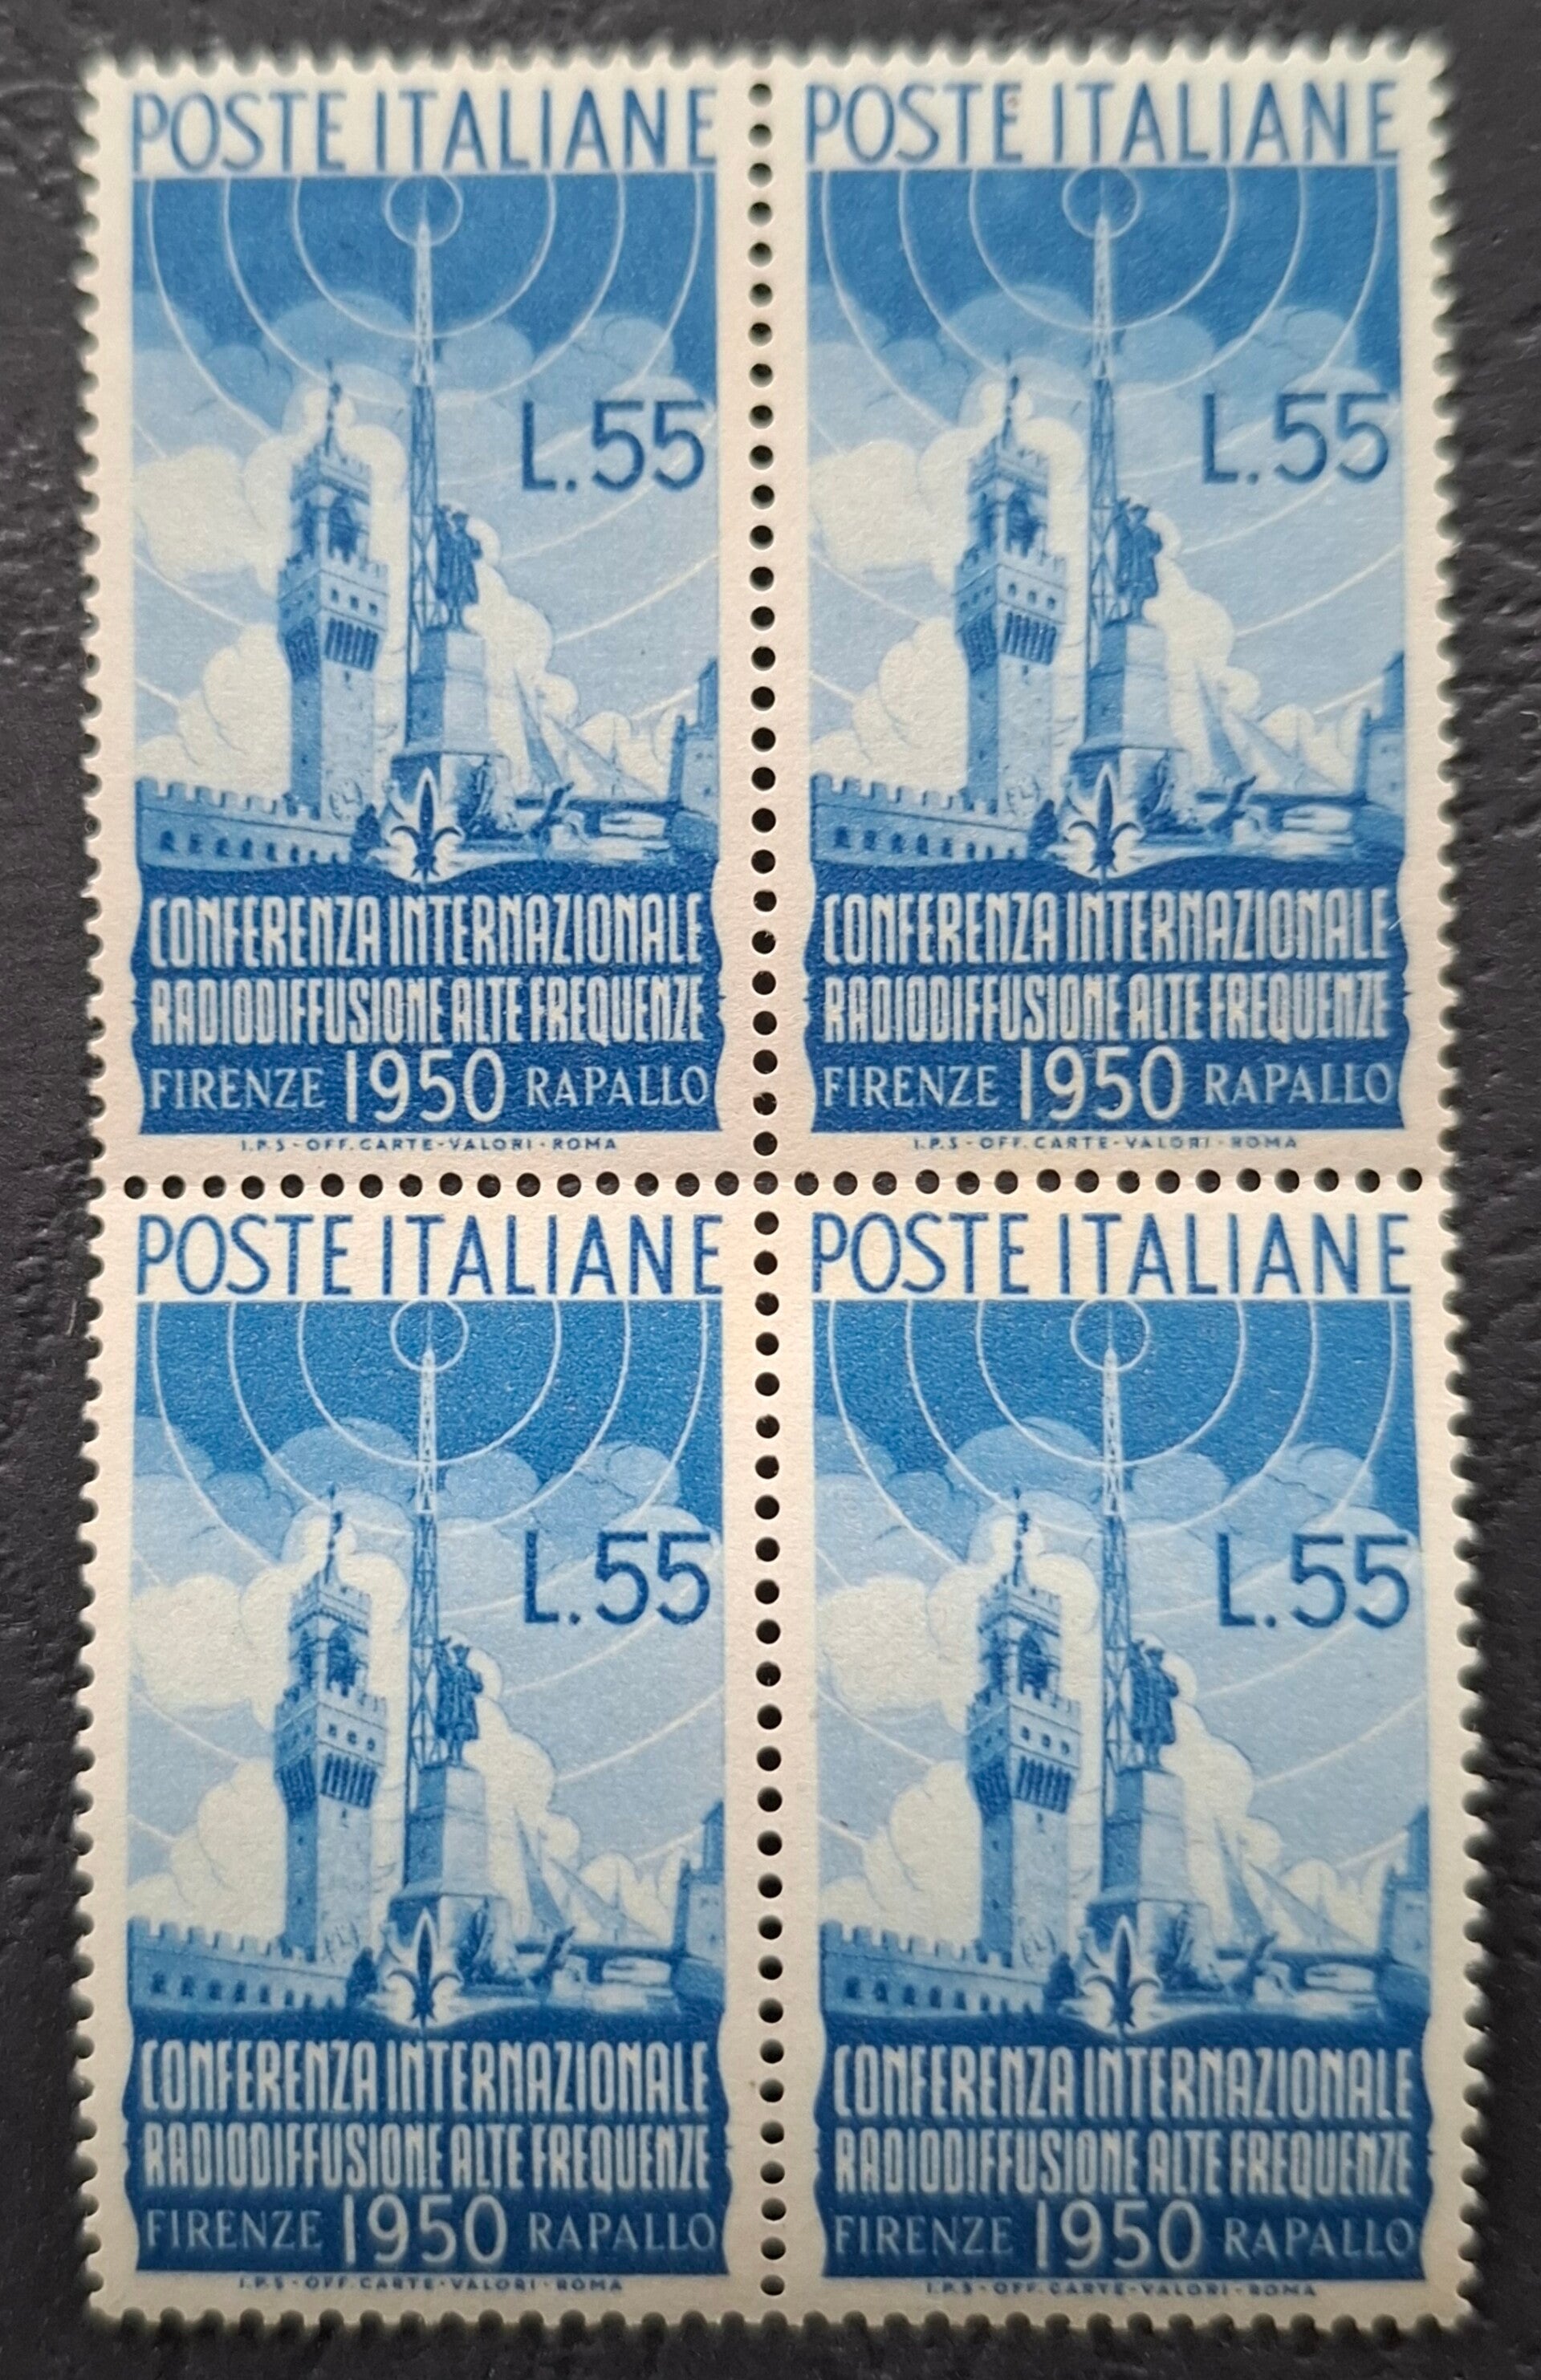 POSTE ITALIANE
L.55
CONFERENZA INTERNAZIONALE
RADIODIFFUSIONE ALTE FREQUENZE
FIRENZE 1950 RAPALLO
I.P.S - OFF. CARTE - VALORI - ROMA
POSTE ITALIANE
L.55
CONFERENZA INTERNAZIONALE
RADIODIFFUSIONE ALTE FREQUENZE
FIRENZE 1950 RAPALLO
I.P.S - OFF. CARTE - VALORI - ROMA
POSTE ITALIANE
L.55
CONFERENZA INTERNAZIONALE
RADIODIFFUSIONE ALTE FREQUENZE
FIRENZE 1950 RAPALLO
I.P.S - OFF. CARTE - VALORI - ROMA
POSTE ITALIANE
L.55
CONFERENZA INTERNAZIONALE
RADIODIFFUSIONE ALTE FREQUENZE
FIRENZE 1950 RAPALLO
I.P.S - OFF. CARTE - VALORI - ROMA